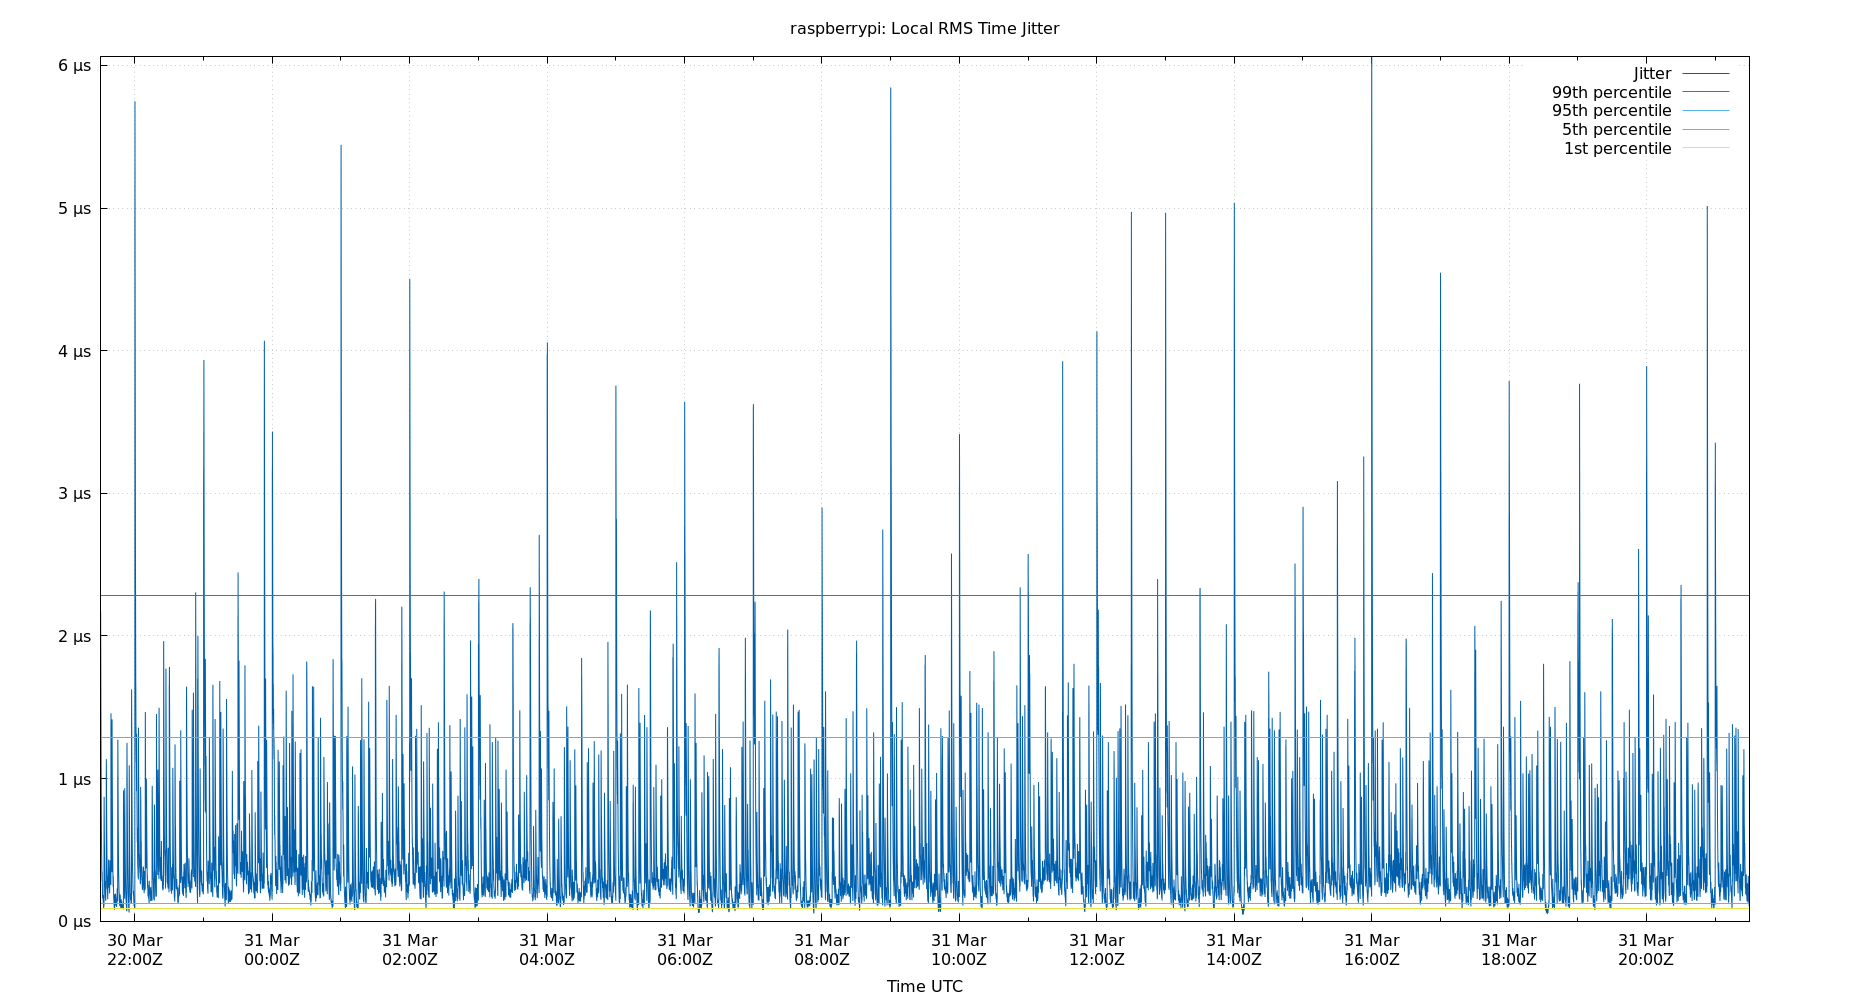 raspberrypi: Local RMS Time Jitter
6 µs
5 µs
4 µs
3 µs
2 µs
1 µs
0 µs
Jitter
99th percentile
95th percentile
5th percentile
1st percentile
30 Mar
22:00Z
31 Mar
00:00Z
31 Mar
02:00Z
31 Mar
04:00Z
31 Mar
06:00Z
31 Mar
08:00Z
31 Mar
10:00Z
31 Mar
12:00Z
31 Mar
14:00Z
31 Mar
16:00Z
31 Mar
18:00Z
31 Mar
20:00Z
Time UTC